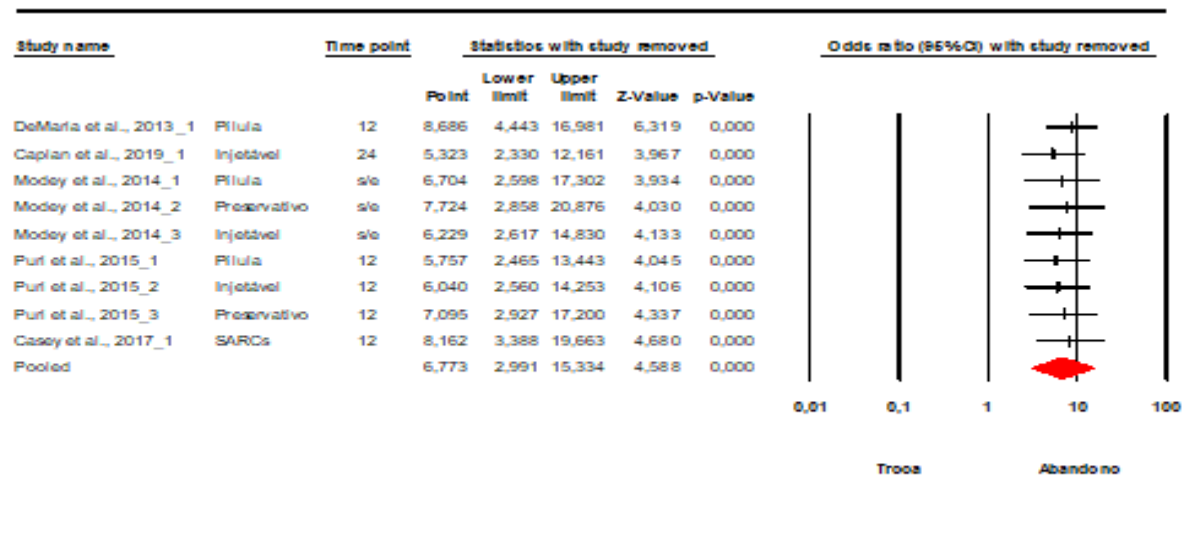 Study name Time point Statistics with study removed Odds ratio (95%CI) with study removed
Lower Upper
Point limit limit Z-Value p-Value
DeMaria et al., 2013_1 Pílula 12 8,686 4,443 16,981 6,319 0,000
Caplan et al., 2019_1 Injetável 24 5,323 2,330 12,161 3,967 0,000
Modey et al., 2014_1 Pílula s/e 6,704 2,598 17,302 3,934 0,000
Modey et al., 2014_2 Preservativo s/e 7,724 2,858 20,876 4,030 0,000
Modey et al., 2014_3 Injetável s/e 6,229 2,617 14,830 4,133 0,000
Puri et al., 2015_1 Pílula 12 5,757 2,465 13,443 4,045 0,000
Puri et al., 2015_2 Injetável 12 6,040 2,560 14,253 4,106 0,000
Puri et al., 2015_3 Preservativo 12 7,095 2,927 17,200 4,337 0,000
Casey et al., 2017_1 SARCs 12 8,162 3,388 19,663 4,680 0,000
Pooled 6,773 2,991 15,334 4,588 0,000
0,01 0,1 1 10 100
Troca Abandono